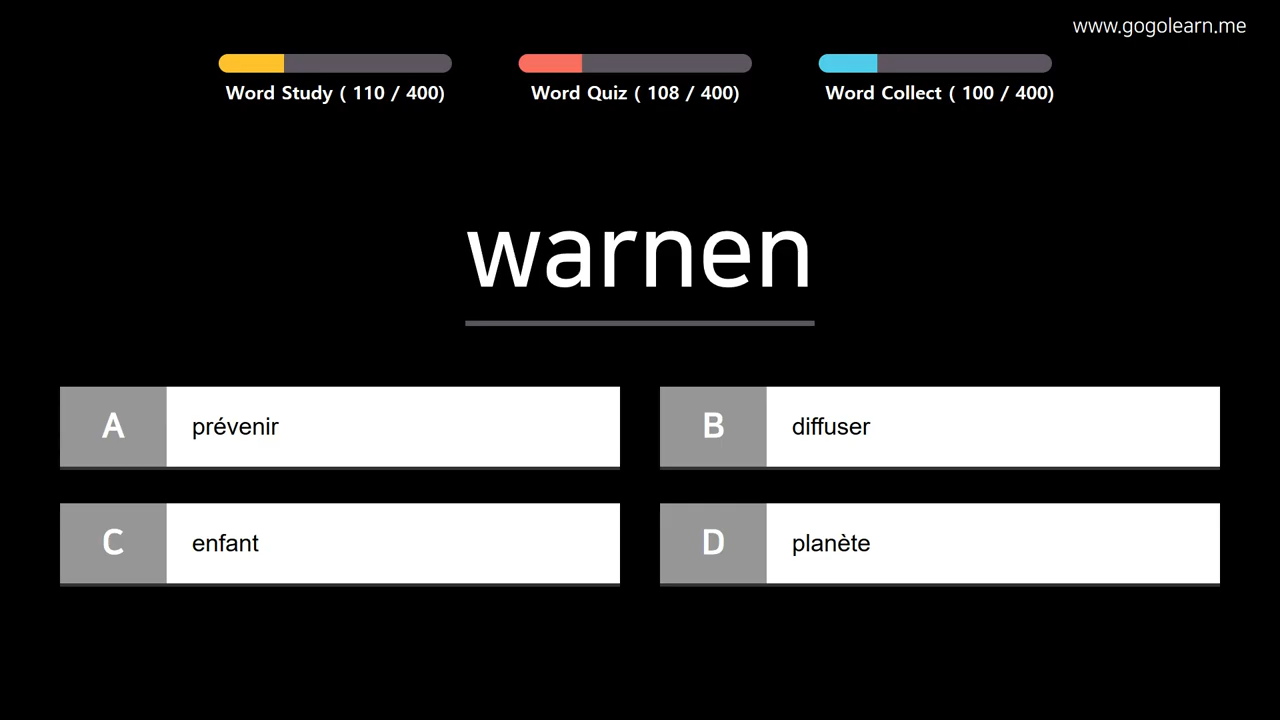 www.gogolearn.me
Word Study ( 110 / 400)
Word Quiz ( 108 / 400)
Word Collect ( 100 / 400)
warnen
A prévenir
B diffuser
C enfant
D planète